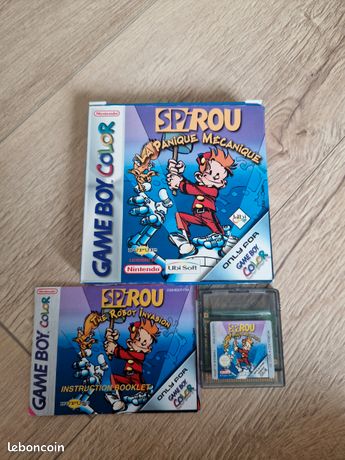 Nintendo
GAME BOY COLOR
SPIROU
LA PANIQUE MÉCANIQUE
Nintendo
Ubi Soft
ONLY FOR
GAME BOY
COLOR
Nintendo
GAME BOY COLOR
SPIROU
THE ROBOT INVASION
INSTRUCTION BOOKLET
ONLY FOR
GAME BOY
COLOR
SPIROU
leboncoin